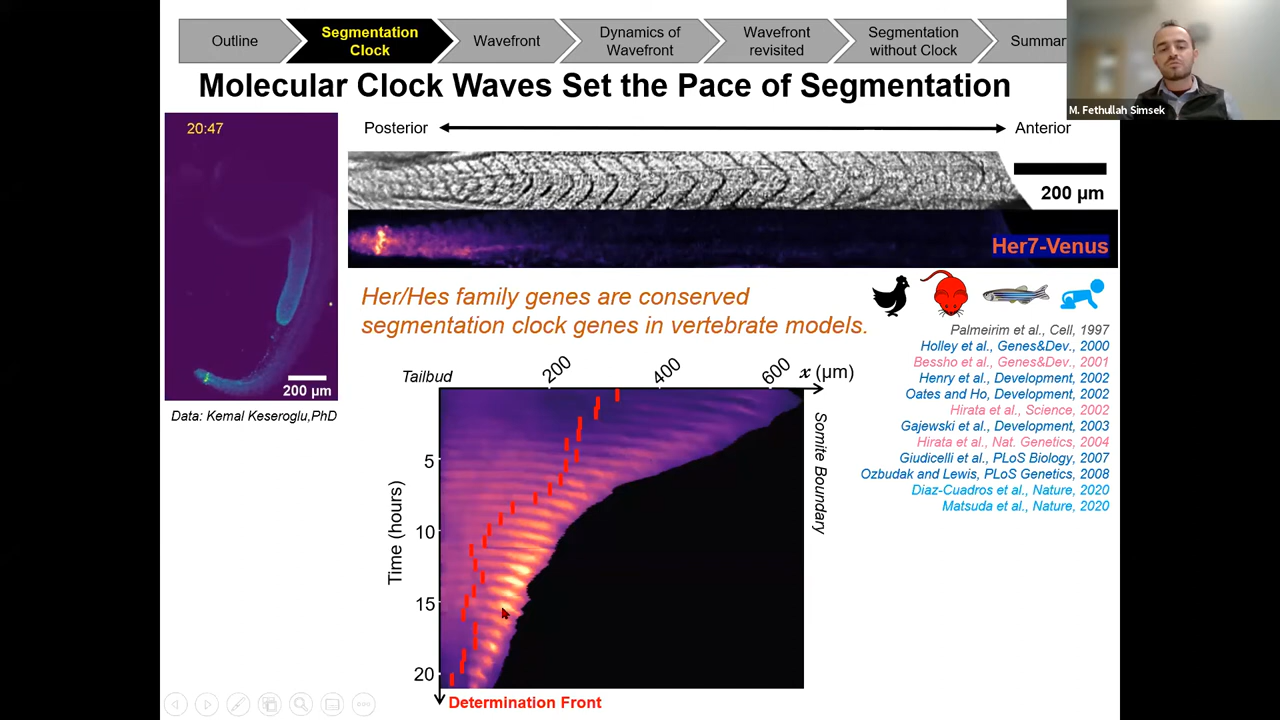 Outline
Segmentation
Clock
Wavefront
Dynamics of
Wavefront
Wavefront
revisited
Segmentation
without Clock
Summar
M. Fethullah Simsek
Molecular Clock Waves Set the Pace of Segmentation
20:47
200 µm
Data: Kemal Keseroglu,PhD
Posterior
Anterior
200 µm
Her7-Venus
Her/Hes family genes are conserved
segmentation clock genes in vertebrate models.
Palmeirim et al., Cell, 1997
Holley et al., Genes&Dev., 2000
Bessho et al., Genes&Dev., 2001
Henry et al., Development, 2002
Oates and Ho, Development, 2002
Hirata et al., Science, 2002
Gajewski et al., Development, 2003
Hirata et al., Nat. Genetics, 2004
Giudicelli et al., PLoS Biology, 2007
Ozbudak and Lewis, PLoS Genetics, 2008
Diaz-Cuadros et al., Nature, 2020
Matsuda et al., Nature, 2020
Tailbud
200
400
600
x (µm)
Somite Boundary
Time (hours)
5
10
15
20
Determination Front